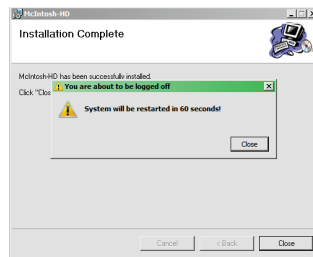 McIntosh-HD
Installation Complete
McIntosh-HD has been successfully installed.
Click "Clos
You are about to be logged off
System will be restarted in 60 seconds!
Close
Cancel
< Back
Close